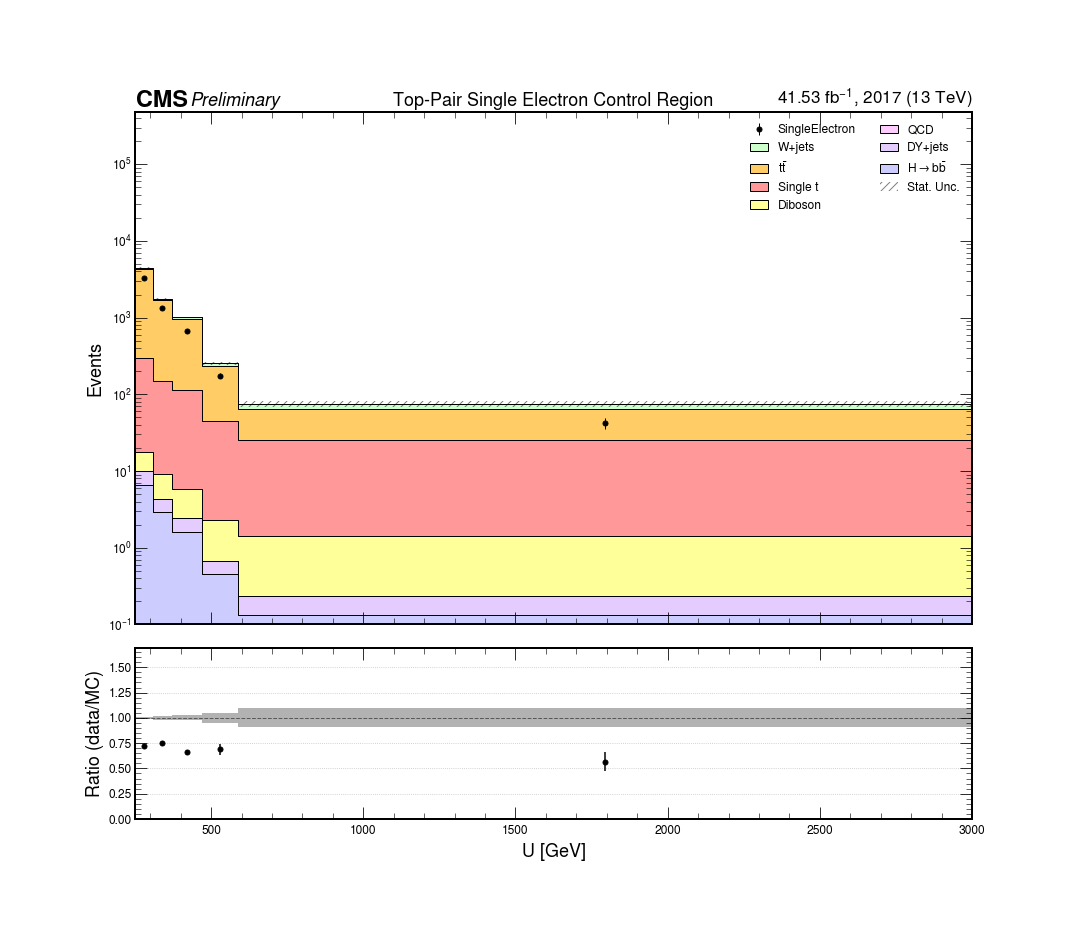 CMS Preliminary Top-Pair Single Electron Control Region 41.53 fb⁻¹, 2017 (13 TeV)
SingleElectron
W+jets
tt̄
Single t
Diboson
QCD
DY+jets
H→bb̄
Stat. Unc.
Events
10⁵
10⁴
10³
10²
10¹
10⁰
10⁻¹
Ratio (data/MC)
1.50
1.25
1.00
0.75
0.50
0.25
0.00
500 1000 1500 2000 2500 3000
U [GeV]